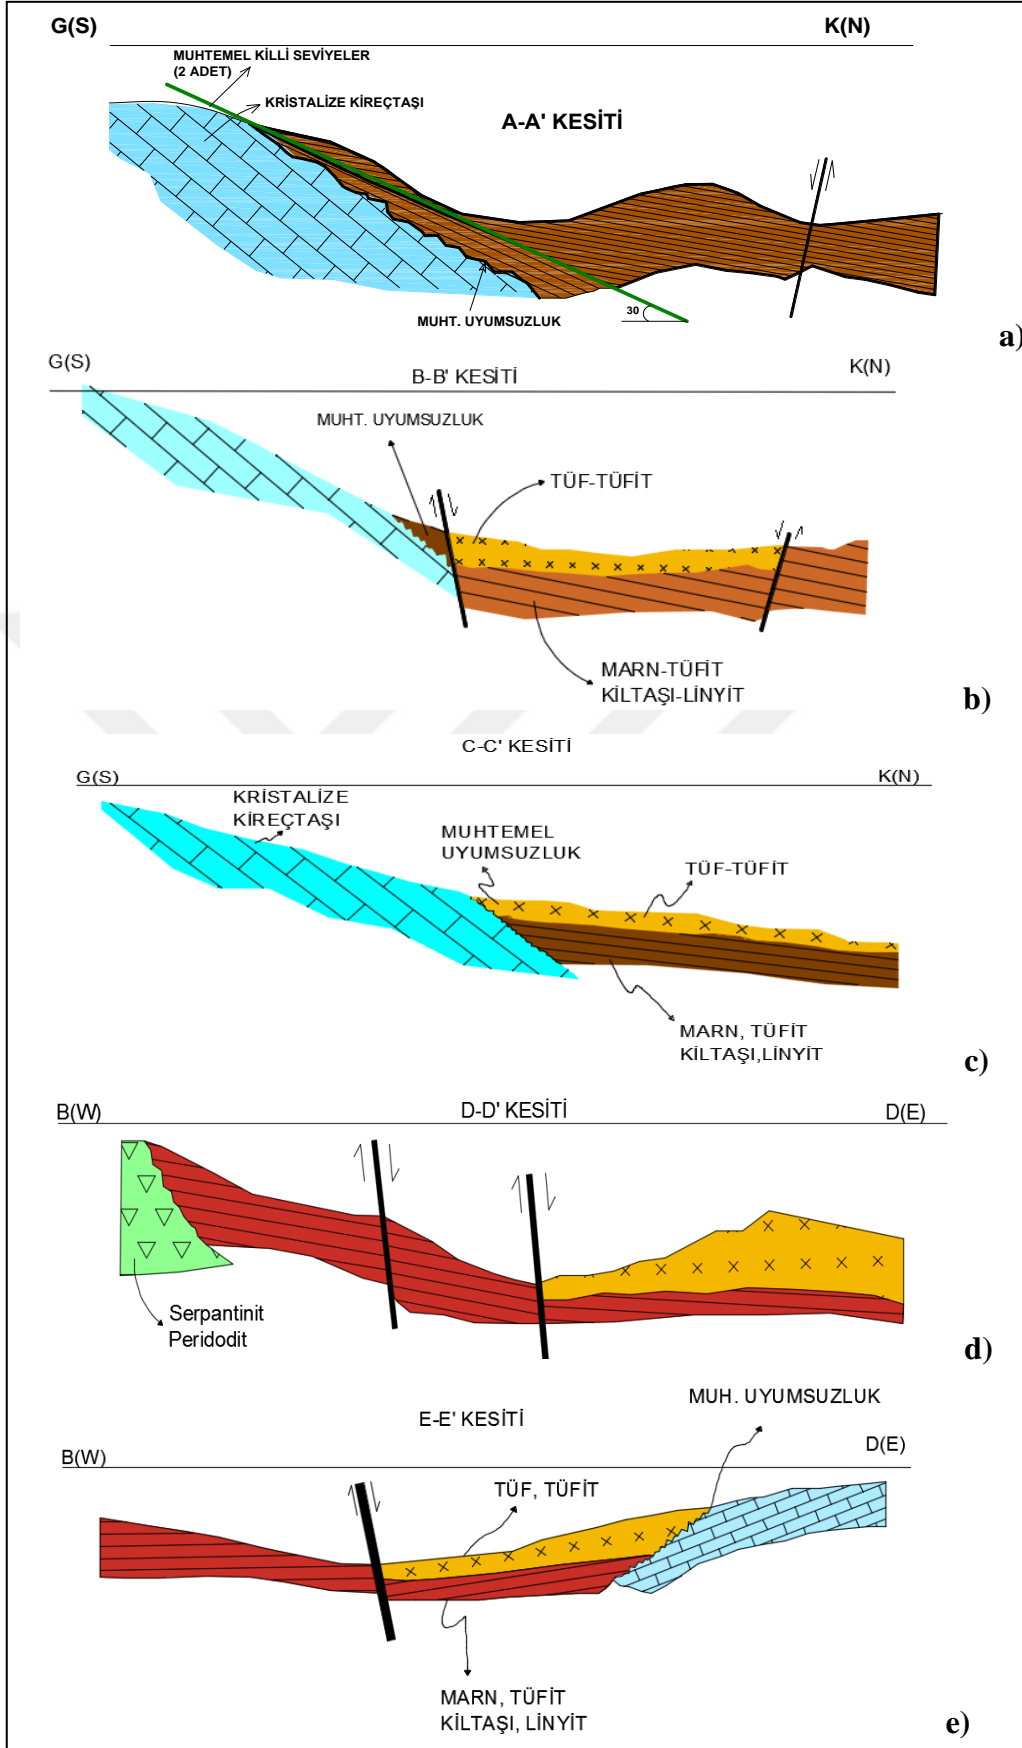 G(S)
K(N)
MUHTEMEL KİLLİ SEVİYELER
(2 ADET)
KRİSTALİZE KİREÇTAŞI
A-A' KESİTİ
30
MUHT. UYUMSUZLUK
a)
G(S)
B-B' KESİTİ
K(N)
MUHT. UYUMSUZLUK
TÜF-TÜFİT
MARN-TÜFİT
KİLTAŞI-LİNYİT
b)
C-C' KESİTİ
G(S)
K(N)
KRİSTALİZE
KİREÇTAŞI
MUHTEMEL
UYUMSUZLUK
TÜF-TÜFİT
MARN, TÜFİT
KİLTAŞI,LİNYİT
c)
B(W)
D-D' KESİTİ
D(E)
Serpantinit
Peridodit
d)
MUH. UYUMSUZLUK
E-E' KESİTİ
B(W)
D(E)
TÜF, TÜFİT
MARN, TÜFİT
KİLTAŞI, LİNYİT
e)